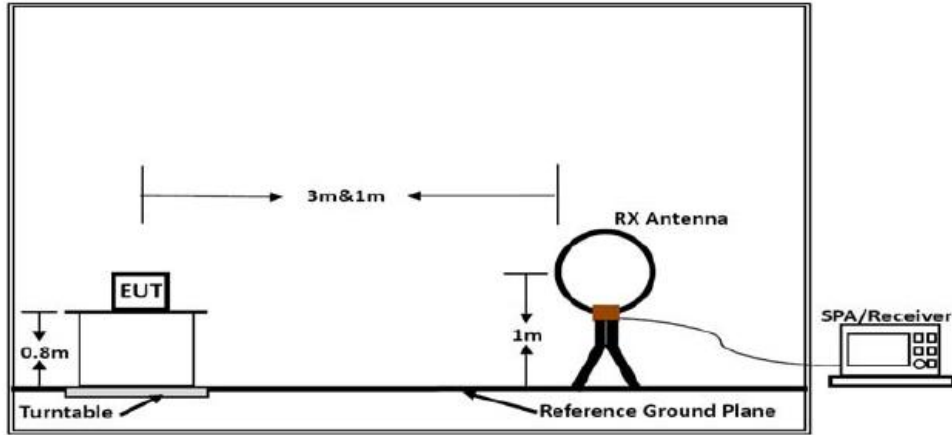 3m&1m
RX Antenna
EUT
SPA/Receiver
0.8m
1m
Turntable
Reference Ground Plane